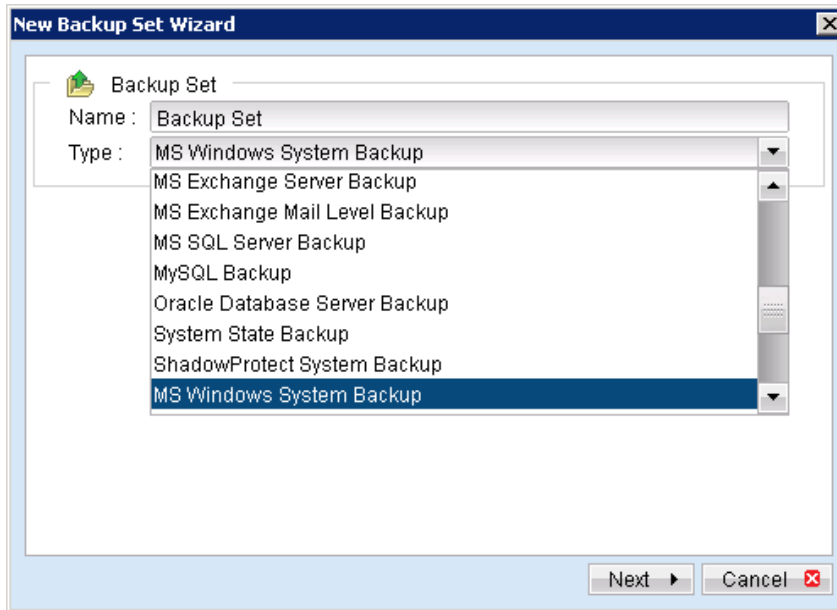 New Backup Set Wizard
Backup Set
Name : Backup Set
Type : MS Windows System Backup
MS Exchange Server Backup
MS Exchange Mail Level Backup
MS SQL Server Backup
MySQL Backup
Oracle Database Server Backup
System State Backup
ShadowProtect System Backup
MS Windows System Backup
Next Cancel